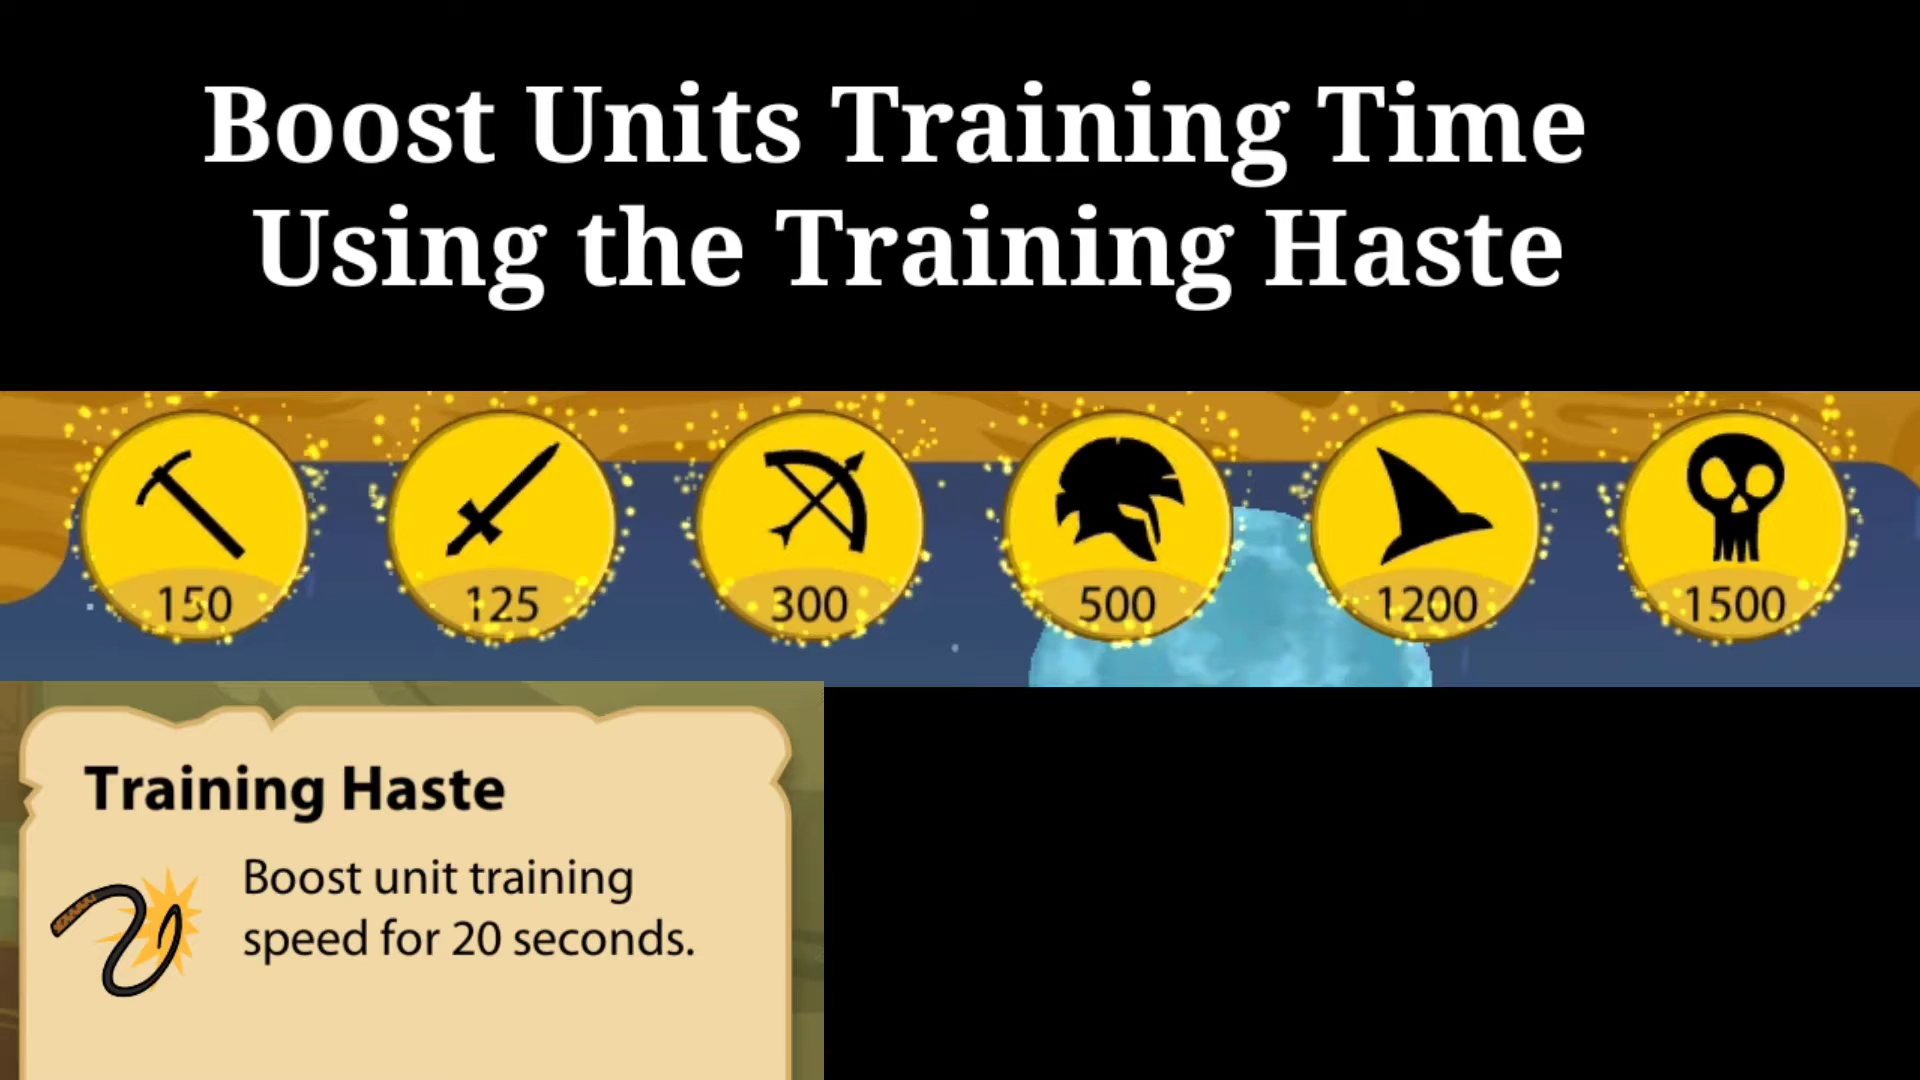 Boost Units Training Time
Using the Training Haste
150 125 300 500 1200 1500
Training Haste
Boost unit training
speed for 20 seconds.